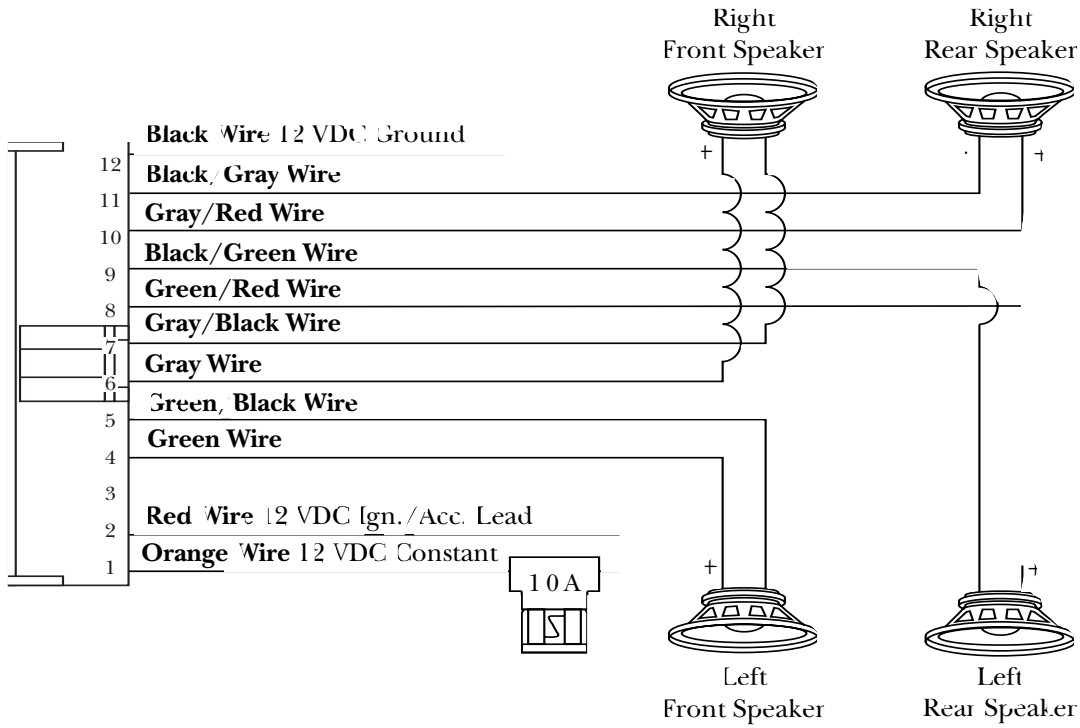 Right
Front Speaker
Right
Rear Speaker
Black Wire 12 VDC Ground
12
+
-
+
Black/Gray Wire
11
Gray/Red Wire
10
Black/Green Wire
9
Green/Red Wire
8
Gray/Black Wire
7
Gray Wire
6
Green/Black Wire
5
Green Wire
4
3
Red Wire 12 VDC Ign./Acc. Lead
2
Orange Wire 12 VDC Constant
1
10A
+
+
Left
Front Speaker
Left
Rear Speaker